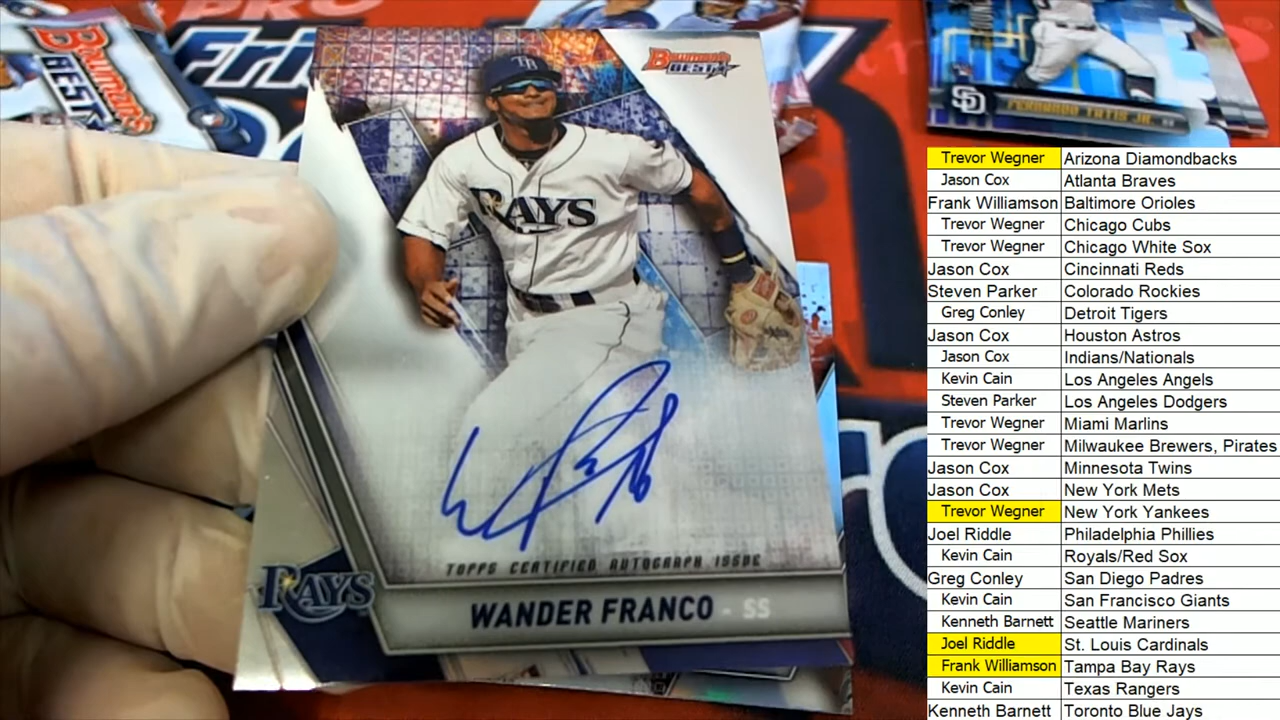 PRO
Fri
BOWMAN'S
BEST
BOWMAN'S
BEST
TB
RAYS
TOPPS CERTIFIED AUTOGRAPH ISSUE
RAYS
WANDER FRANCO - SS
SD
FERNANDO TATIS JR. SS
Trevor Wegner Arizona Diamondbacks
Jason Cox Atlanta Braves
Frank Williamson Baltimore Orioles
Trevor Wegner Chicago Cubs
Trevor Wegner Chicago White Sox
Jason Cox Cincinnati Reds
Steven Parker Colorado Rockies
Greg Conley Detroit Tigers
Jason Cox Houston Astros
Jason Cox Indians/Nationals
Kevin Cain Los Angeles Angels
Steven Parker Los Angeles Dodgers
Trevor Wegner Miami Marlins
Trevor Wegner Milwaukee Brewers, Pirates
Jason Cox Minnesota Twins
Jason Cox New York Mets
Trevor Wegner New York Yankees
Joel Riddle Philadelphia Phillies
Kevin Cain Royals/Red Sox
Greg Conley San Diego Padres
Kevin Cain San Francisco Giants
Kenneth Barnett Seattle Mariners
Joel Riddle St. Louis Cardinals
Frank Williamson Tampa Bay Rays
Kevin Cain Texas Rangers
Kenneth Barnett Toronto Blue Jays